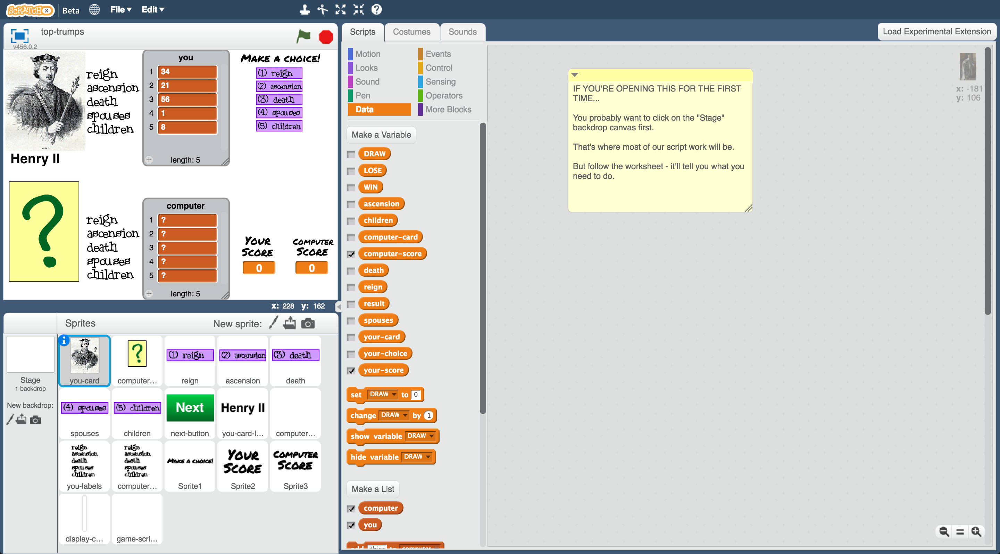 SCRATCH X Beta File Edit
top-trumps
v456.0.2
Henry II
reign
ascension
death
spouses
children
you
1 34
2 21
3 56
4 1
5 8
+ length: 5
MAKE A CHOICE!
(1) reign
(2) ascension
(3) death
(4) spouses
(5) children
?
reign
ascension
death
spouses
children
computer
1 ?
2 ?
3 ?
4 ?
5 ?
+ length: 5
YOUR SCORE
0
COMPUTER SCORE
0
x: 228 y: 162
Sprites New sprite:
Stage
1 backdrop
New backdrop:
you-card
?
computer...
(1) reign
reign
(2) ascension
ascension
(3) death
death
(4) spouses
spouses
(5) children
children
Next
next-button
Henry II
you-card-l...
computer...
reign
ascension
death
spouses
children
you-labels
reign
ascension
death
spouses
children
computer...
MAKE A CHOICE!
Sprite1
YOUR
SCORE
Sprite2
COMPUTER
SCORE
Sprite3
display-c...
game-scri...
Scripts Costumes Sounds
Load Experimental Extension
Motion Events
Looks Control
Sound Sensing
Pen Operators
Data More Blocks
Make a Variable
DRAW
LOSE
WIN
ascension
children
computer-card
computer-score
death
reign
result
spouses
your-card
your-choice
your-score
set DRAW to 0
change DRAW by 1
show variable DRAW
hide variable DRAW
Make a List
computer
you
add thing to computer
IF YOU'RE OPENING THIS FOR THE FIRST
TIME...
You probably want to click on the "Stage"
backdrop canvas first.
That's where most of our script work will be.
But follow the worksheet - it'll tell you what you
need to do.
x: -181
y: 106